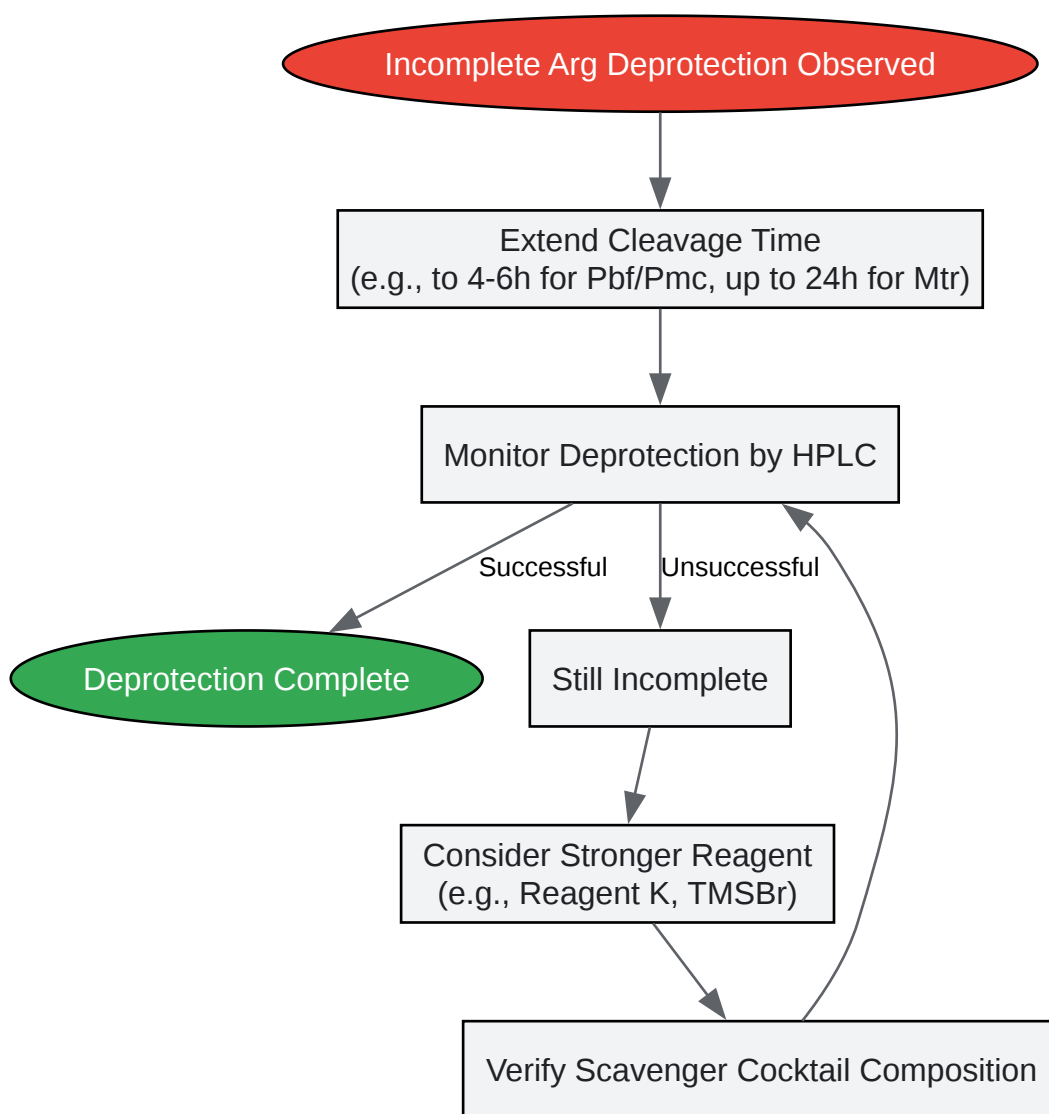 Incomplete Arg Deprotection Observed
Extend Cleavage Time
(e.g., to 4-6h for Pbf/Pmc, up to 24h for Mtr)
Monitor Deprotection by HPLC
Successful
Unsuccessful
Deprotection Complete
Still Incomplete
Consider Stronger Reagent
(e.g., Reagent K, TMSBr)
Verify Scavenger Cocktail Composition